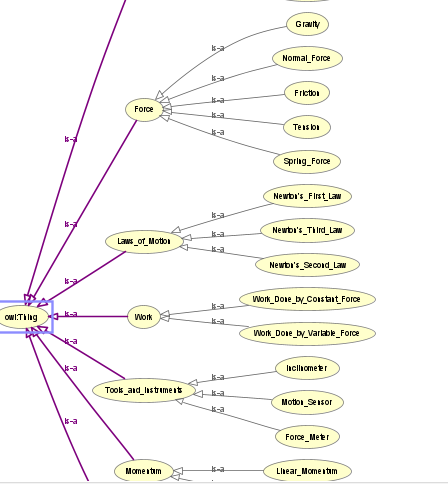 Gravity
is-a
Normal_Force
is-a
Friction
is-a
Force
Tension
is-a
is-a
is-a
Spring_Force
Newton's_First_Law
is-a
is-a
Newton's_Third_Law
is-a
Laws_of_Motion
is-a
Newton's_Second_Law
is-a
Work_Done_by_Constant_Force
is-a
owl:Thing
is-a
Work
is-a
Work_Done_by_Variable_Force
is-a
Inclinometer
is-a
is-a
Tools_and_Instruments
is-a
Motion_Sensor
is-a
is-a
Force_Meter
Momentum
is-a
Linear_Momentum